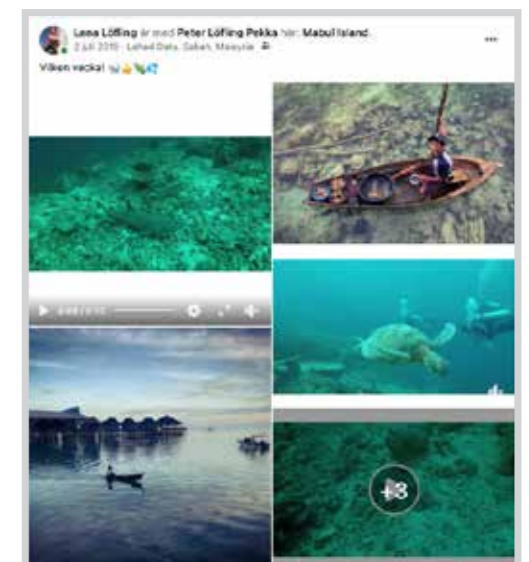 Lena Löfling är med Peter Löfling Pekka här: Mabul Island.
2 juli 2019 · Lahad Datu, Sabah, Malaysia
Vilken vecka!
+3